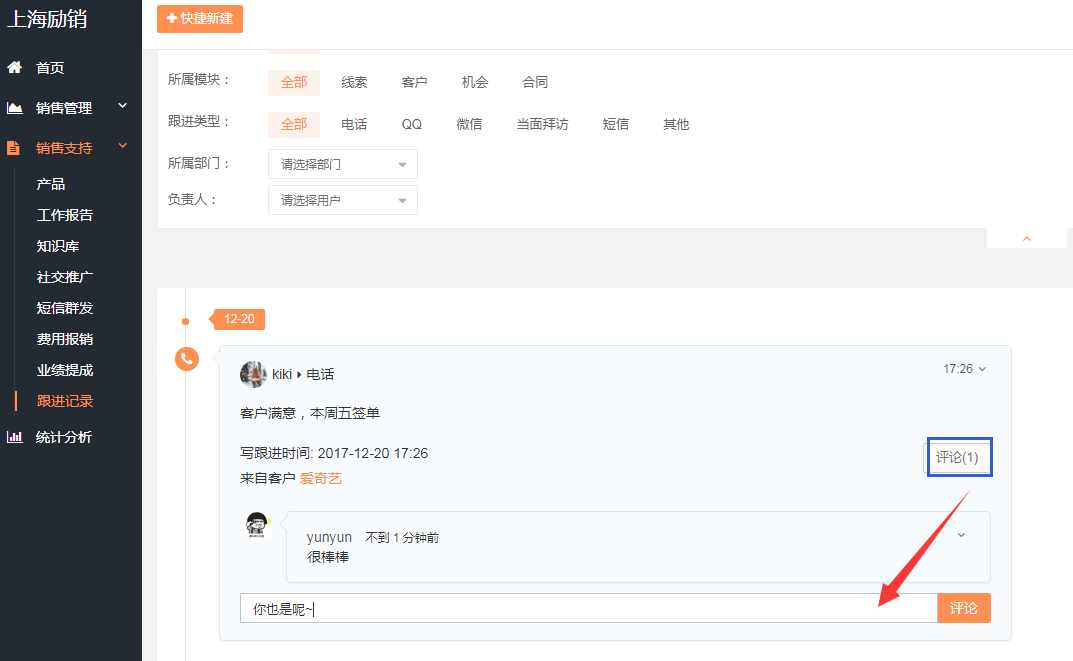 上海励销
快捷新建
首页
销售管理
销售支持
产品
工作报告
知识库
社交推广
短信群发
费用报销
业绩提成
跟进记录
统计分析
所属模块： 全部 线索 客户 机会 合同
跟进类型： 全部 电话 QQ 微信 当面拜访 短信 其他
所属部门： 请选择部门
负责人： 请选择用户
12-20
kiki 电话 17:26
客户满意，本周五签单
写跟进时间: 2017-12-20 17:26
评论(1)
来自客户 爱奇艺
yunyun 不到 1 分钟前
很棒棒
你也是呢~ 评论